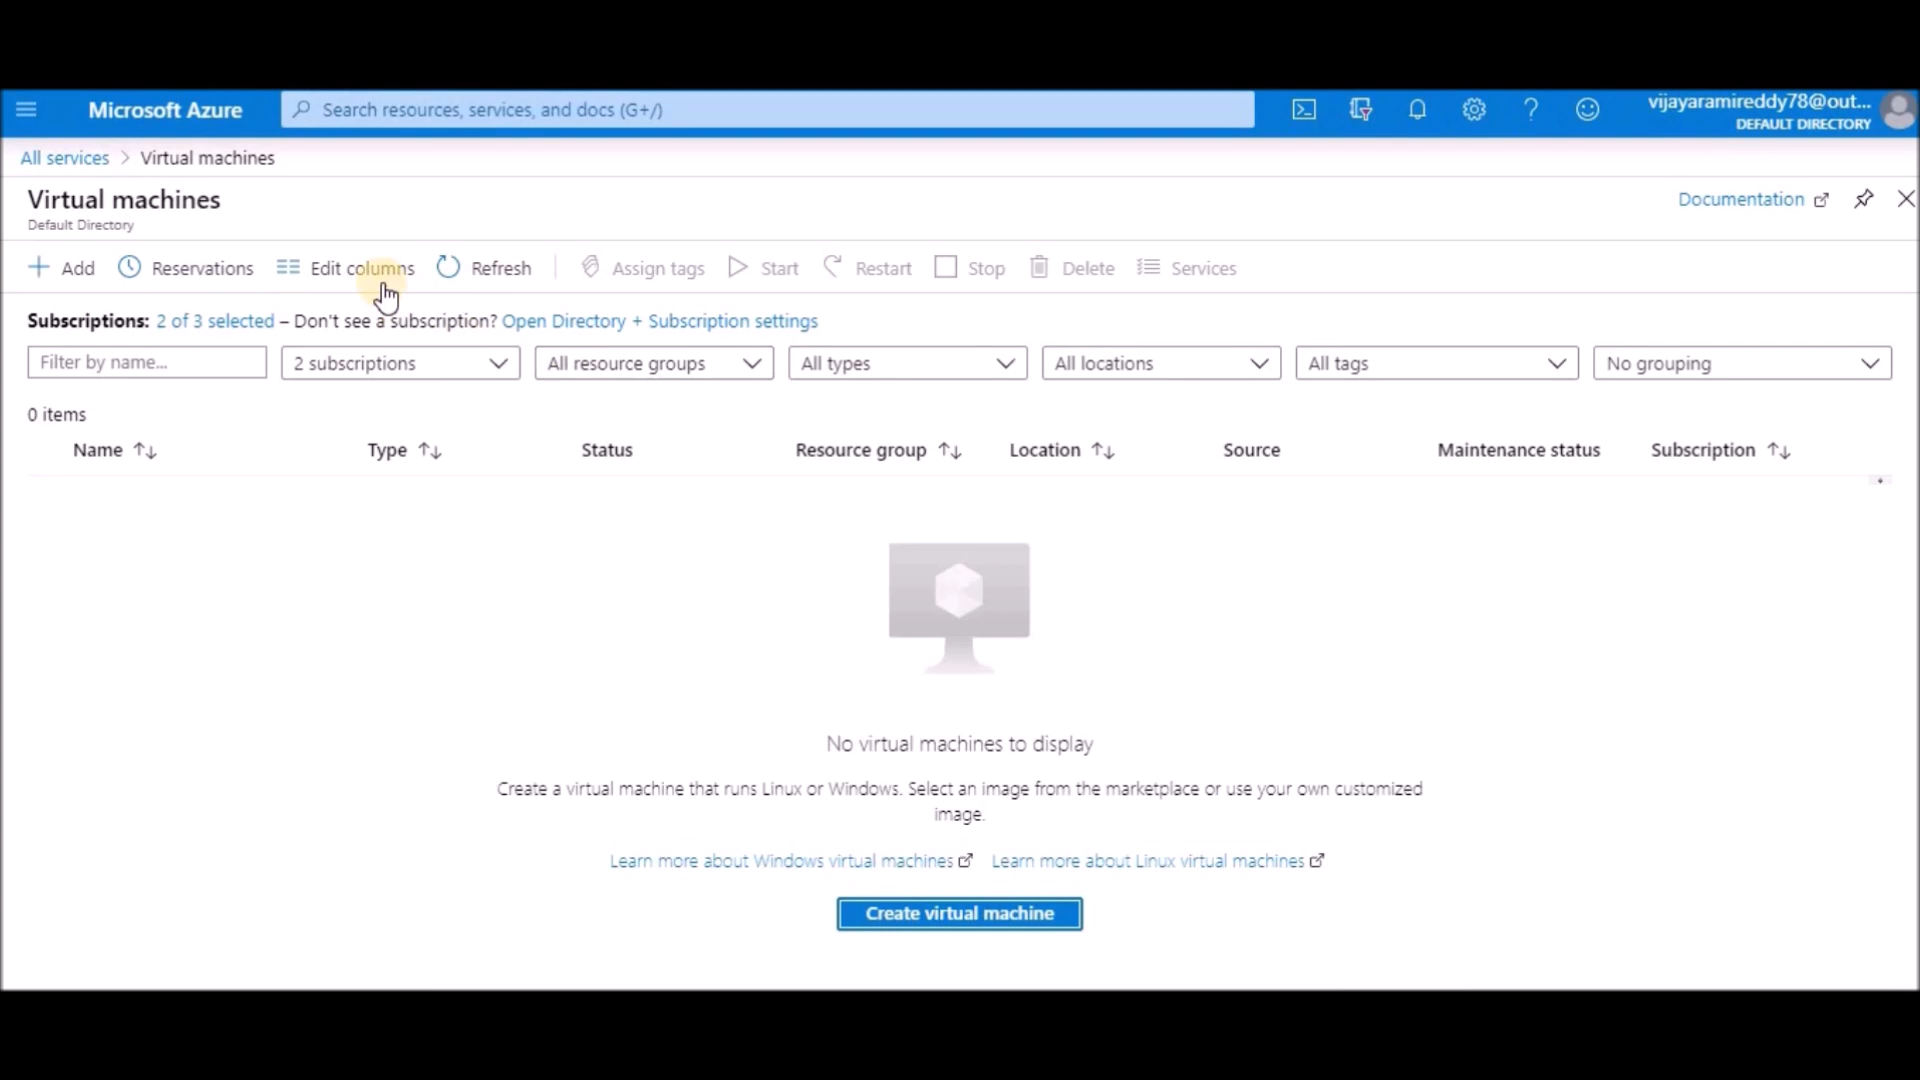 Microsoft Azure
Search resources, services, and docs (G+/)
vijayaramireddy78@out...
DEFAULT DIRECTORY
All services > Virtual machines
Virtual machines
Default Directory
Documentation
Add Reservations Edit columns Refresh Assign tags Start Restart Stop Delete Services
Subscriptions: 2 of 3 selected – Don't see a subscription? Open Directory + Subscription settings
Filter by name... 2 subscriptions All resource groups All types All locations All tags No grouping
0 items
Name Type Status Resource group Location Source Maintenance status Subscription
No virtual machines to display
Create a virtual machine that runs Linux or Windows. Select an image from the marketplace or use your own customized
image.
Learn more about Windows virtual machines Learn more about Linux virtual machines
Create virtual machine